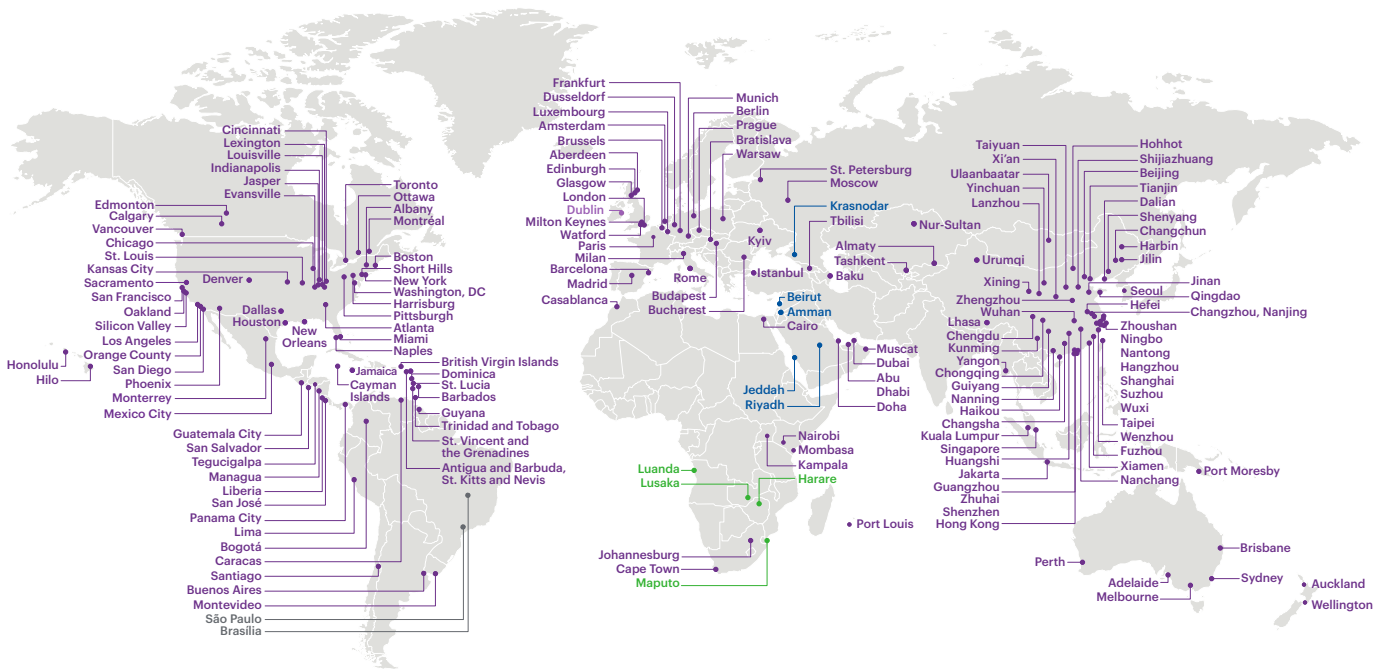 Cincinnati
Lexington
Louisville
Indianapolis
Jasper
Evansville
Edmonton
Calgary
Vancouver
Chicago
St. Louis
Kansas City
Sacramento
San Francisco
Oakland
Silicon Valley
Los Angeles
Orange County
San Diego
Phoenix
Monterrey
Mexico City
Honolulu
Hilo
Denver
Dallas
Houston
New
Orleans
Toronto
Ottawa
Albany
Montréal
Boston
Short Hills
New York
Washington, DC
Harrisburg
Pittsburgh
Atlanta
Miami
Naples
Jamaica
Cayman
Islands
British Virgin Islands
Dominica
St. Lucia
Barbados
Guyana
Trinidad and Tobago
St. Vincent and
the Grenadines
Antigua and Barbuda,
St. Kitts and Nevis
Guatemala City
San Salvador
Tegucigalpa
Managua
Liberia
San José
Panama City
Lima
Bogotá
Caracas
Santiago
Buenos Aires
Montevideo
São Paulo
Brasília
Frankfurt
Dusseldorf
Luxembourg
Amsterdam
Brussels
Aberdeen
Edinburgh
Glasgow
London
Dublin
Milton Keynes
Watford
Paris
Milan
Barcelona
Madrid
Casablanca
Munich
Berlin
Prague
Bratislava
Warsaw
St. Petersburg
Moscow
Krasnodar
Tbilisi
Kyiv
Istanbul
Baku
Rome
Budapest
Bucharest
Beirut
Amman
Cairo
Nur-Sultan
Almaty
Tashkent
Muscat
Dubai
Abu
Dhabi
Doha
Jeddah
Riyadh
Nairobi
Mombasa
Kampala
Harare
Luanda
Lusaka
Port Louis
Johannesburg
Cape Town
Maputo
Taiyuan
Xi’an
Ulaanbaatar
Yinchuan
Lanzhou
Urumqi
Xining
Zhengzhou
Wuhan
Lhasa
Chengdu
Kunming
Yangon
Chongqing
Guiyang
Nanning
Haikou
Changsha
Kuala Lumpur
Singapore
Huangshi
Jakarta
Guangzhou
Zhuhai
Shenzhen
Hong Kong
Hohhot
Shijiazhuang
Beijing
Tianjin
Dalian
Shenyang
Changchun
Harbin
Jilin
Jinan
Seoul
Qingdao
Hefei
Changzhou, Nanjing
Zhoushan
Ningbo
Nantong
Hangzhou
Shanghai
Suzhou
Wuxi
Taipei
Wenzhou
Fuzhou
Xiamen
Nanchang
Port Moresby
Perth
Adelaide
Melbourne
Brisbane
Sydney
Auckland
Wellington